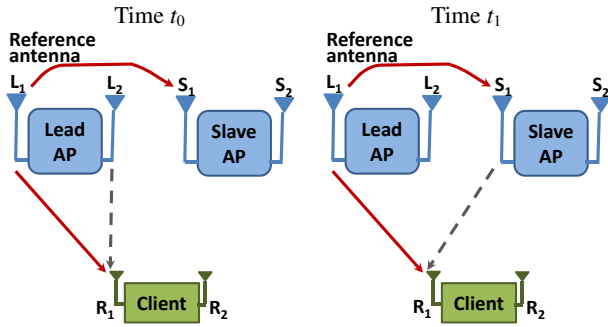 Time t0
Time t1
Reference antenna
L1
L2
S1
S2
Lead AP
Slave AP
R1
Client
R2
Reference antenna
L1
L2
S1
S2
Lead AP
Slave AP
R1
Client
R2